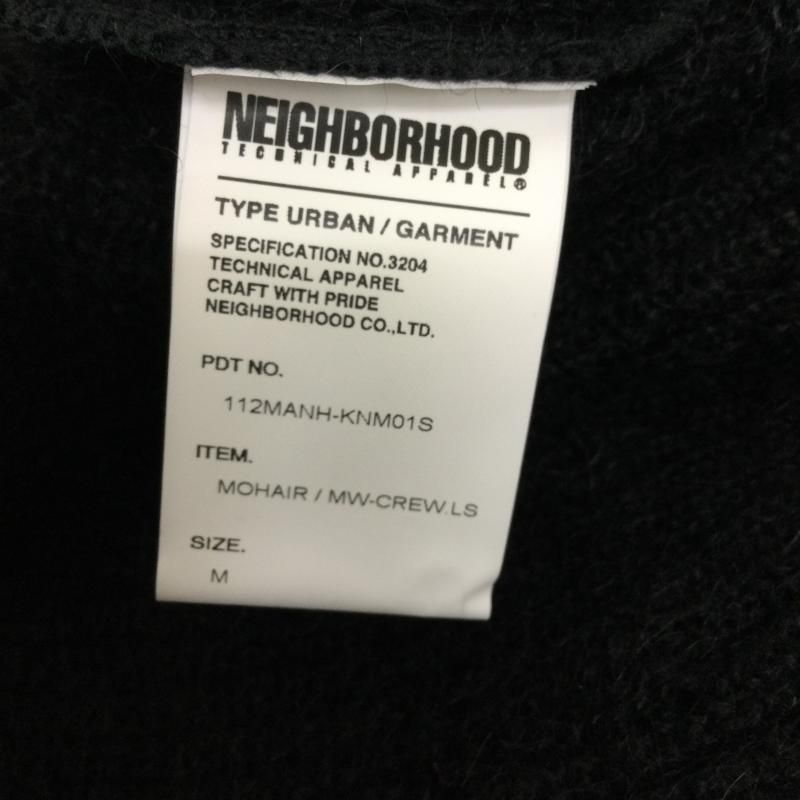 NEIGHBORHOOD
TECHNICAL APPAREL®
TYPE URBAN / GARMENT
SPECIFICATION NO.3204
TECHNICAL APPAREL
CRAFT WITH PRIDE
NEIGHBORHOOD CO.,LTD.
PDT NO.
112MANH-KNM01S
ITEM.
MOHAIR / MW-CREW.LS
SIZE.
M